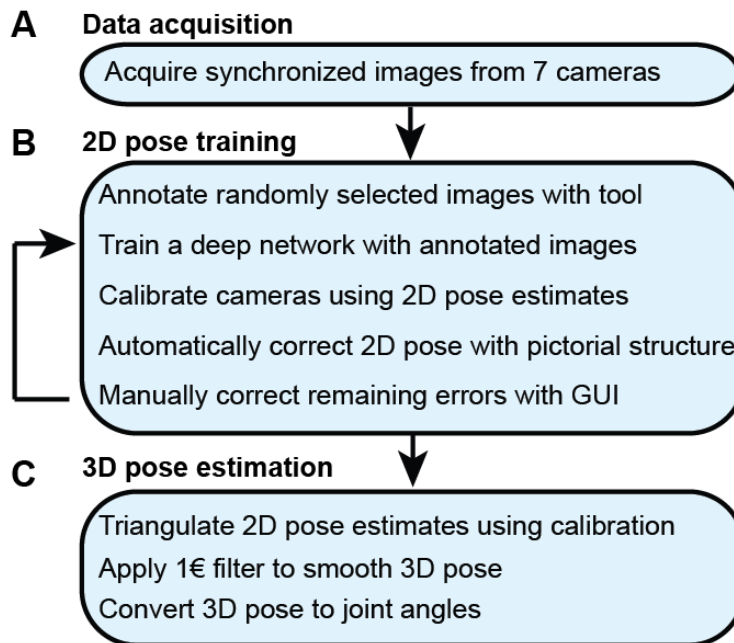 A Data acquisition
Acquire synchronized images from 7 cameras
B 2D pose training
Annotate randomly selected images with tool
Train a deep network with annotated images
Calibrate cameras using 2D pose estimates
Automatically correct 2D pose with pictorial structure
Manually correct remaining errors with GUI
C 3D pose estimation
Triangulate 2D pose estimates using calibration
Apply 1€ filter to smooth 3D pose
Convert 3D pose to joint angles